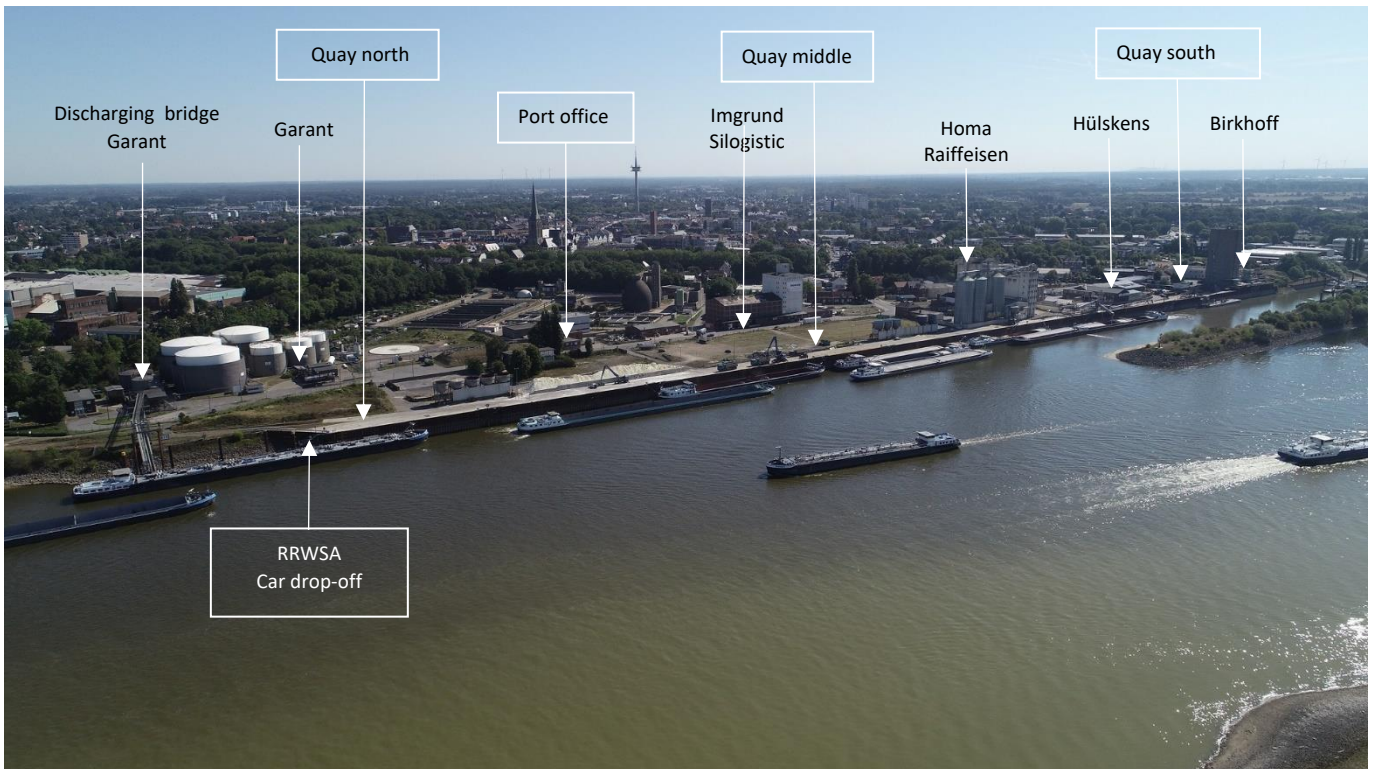 Quay north
Quay middle
Quay south
Discharging bridge
Garant
Garant
Port office
Imgrund
Silogistic
Homa
Raiffeisen
Hülskens
Birkhoff
RRWSA
Car drop-off